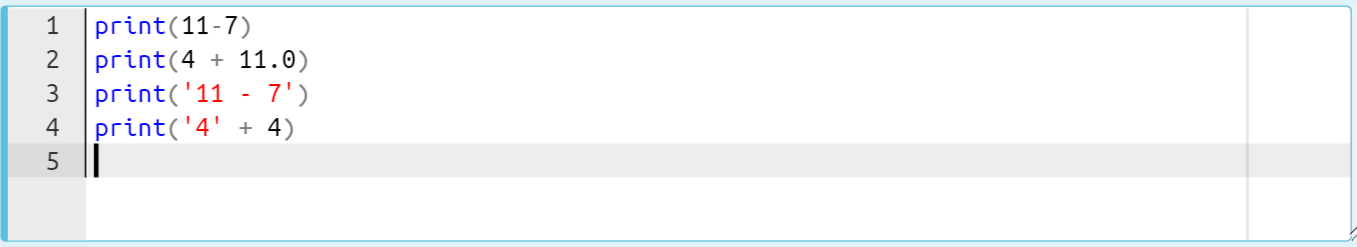 1 print(11-7)
2 print(4 + 11.0)
3 print('11 - 7')
4 print('4' + 4)
5